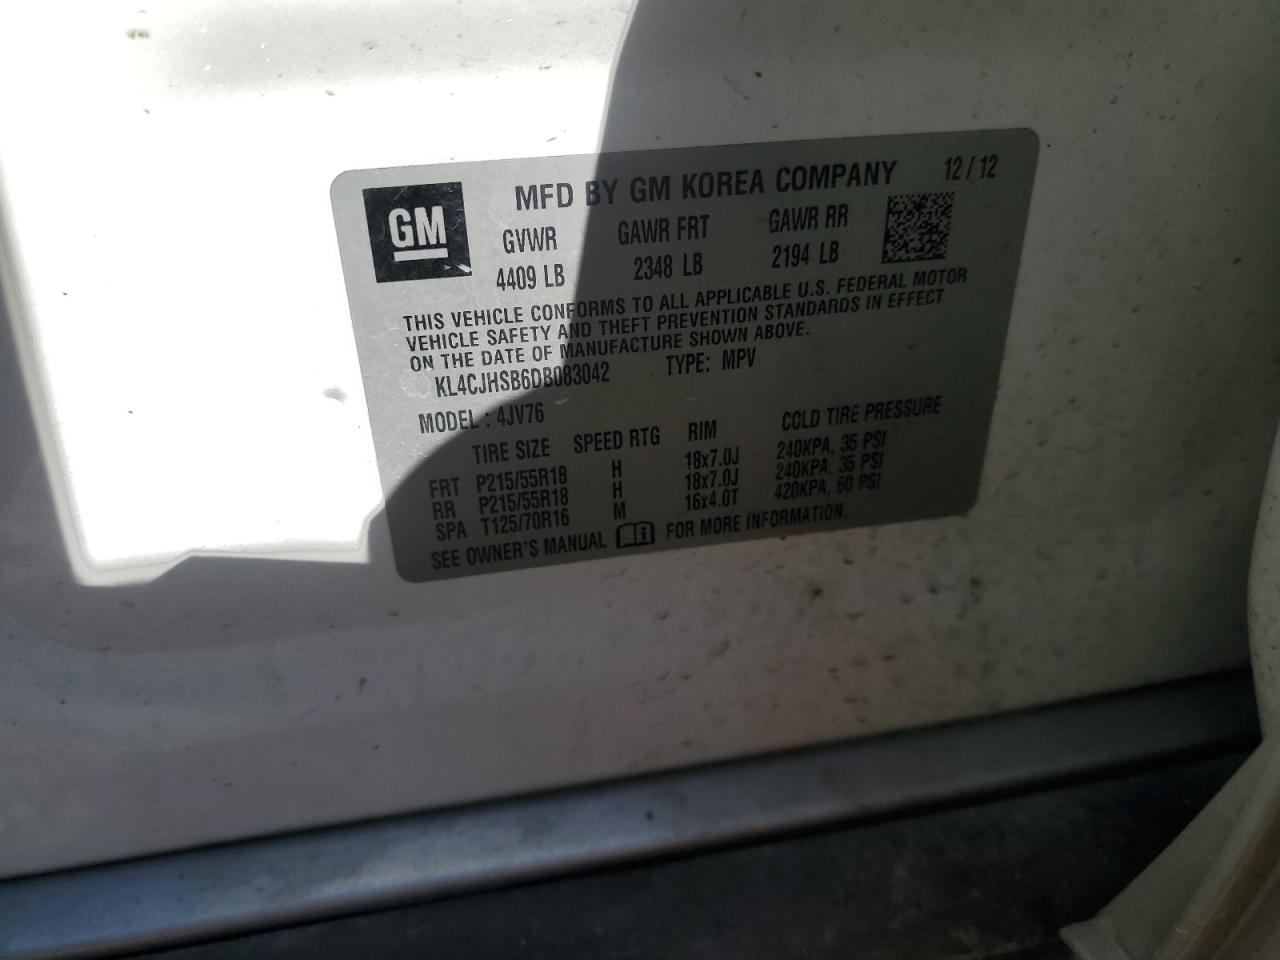 GM
MFD BY GM KOREA COMPANY 12/12
GVWR GAWR FRT GAWR RR
4409 LB 2348 LB 2194 LB
THIS VEHICLE CONFORMS TO ALL APPLICABLE U.S. FEDERAL MOTOR
VEHICLE SAFETY AND THEFT PREVENTION STANDARDS IN EFFECT
ON THE DATE OF MANUFACTURE SHOWN ABOVE.
KL4CJHSB6DB083042 TYPE: MPV
MODEL : 4JV76
TIRE SIZE SPEED RTG RIM COLD TIRE PRESSURE
FRT P215/55R18 H 18x7.0J 240KPA, 35 PSI
RR P215/55R18 H 18x7.0J 240KPA, 35 PSI
SPA T125/70R16 M 16x4.0T 420KPA, 60 PSI
SEE OWNER'S MANUAL FOR MORE INFORMATION.